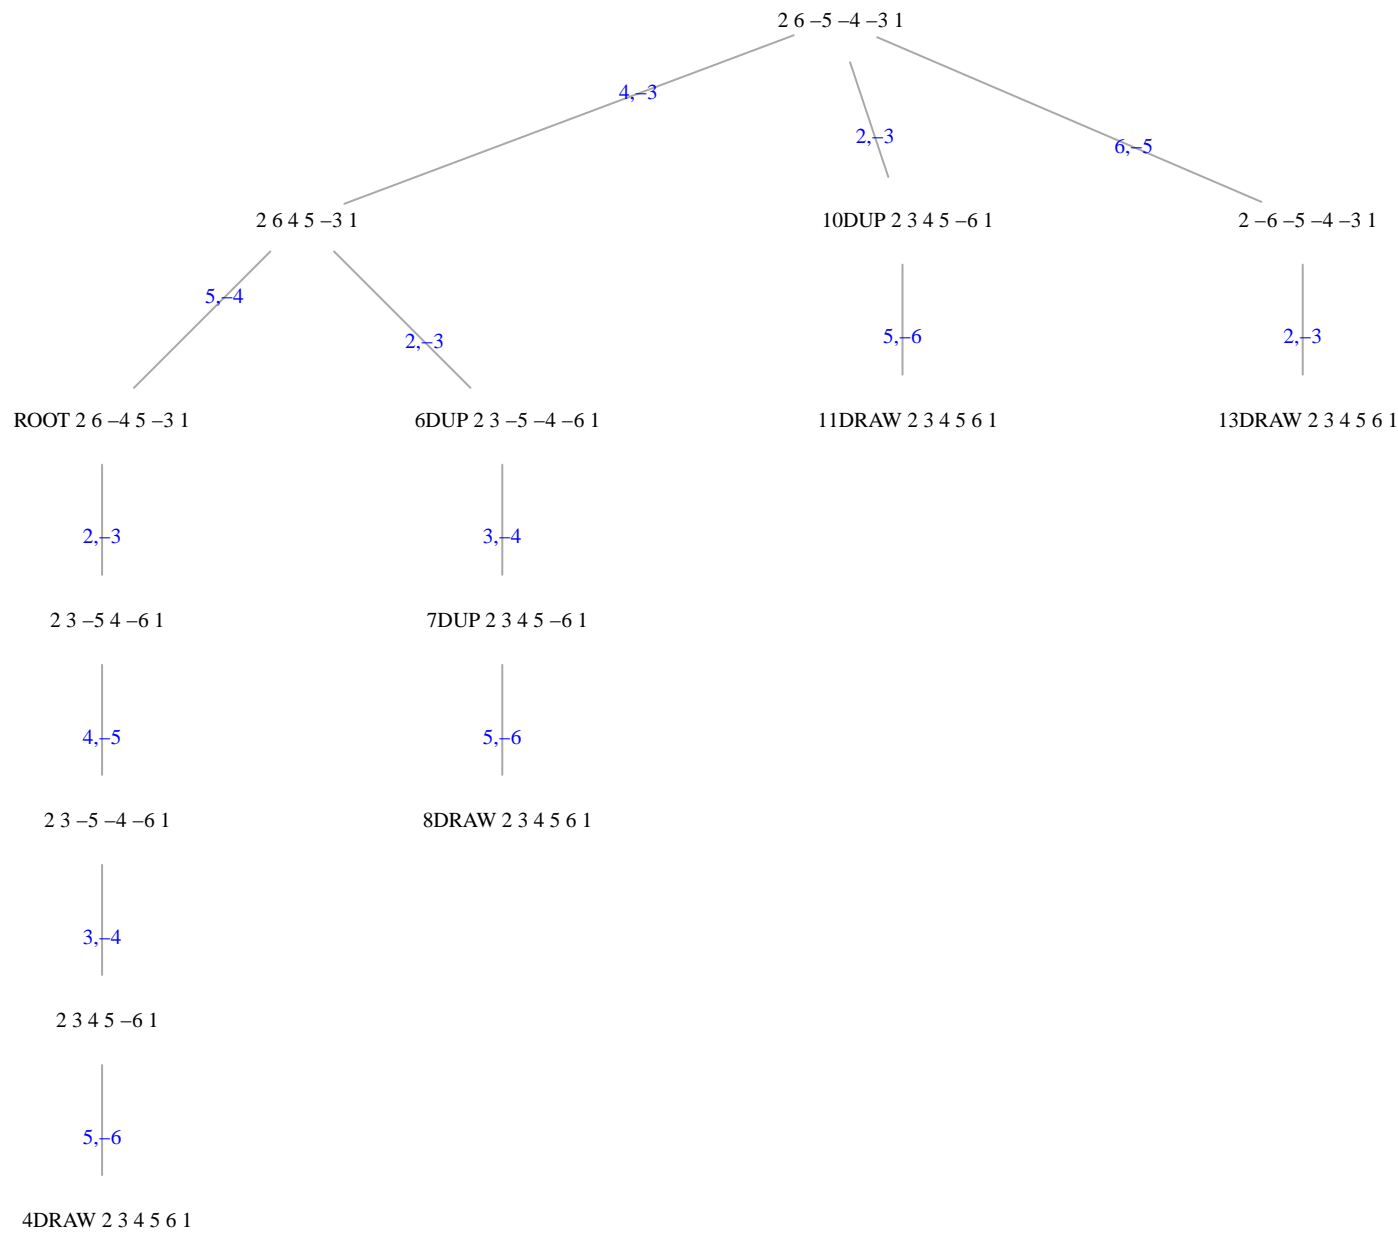 2 6 –5 –4 –3 1
4,–3
2,–3
6,–5
2 6 4 5 –3 1
10DUP 2 3 4 5 –6 1
2 –6 –5 –4 –3 1
5,–4
2,–3
5,–6
2,–3
ROOT 2 6 –4 5 –3 1
6DUP 2 3 –5 –4 –6 1
11DRAW 2 3 4 5 6 1
13DRAW 2 3 4 5 6 1
2,–3
3,–4
2 3 –5 4 –6 1
7DUP 2 3 4 5 –6 1
4,–5
5,–6
2 3 –5 –4 –6 1
8DRAW 2 3 4 5 6 1
3,–4
2 3 4 5 –6 1
5,–6
4DRAW 2 3 4 5 6 1